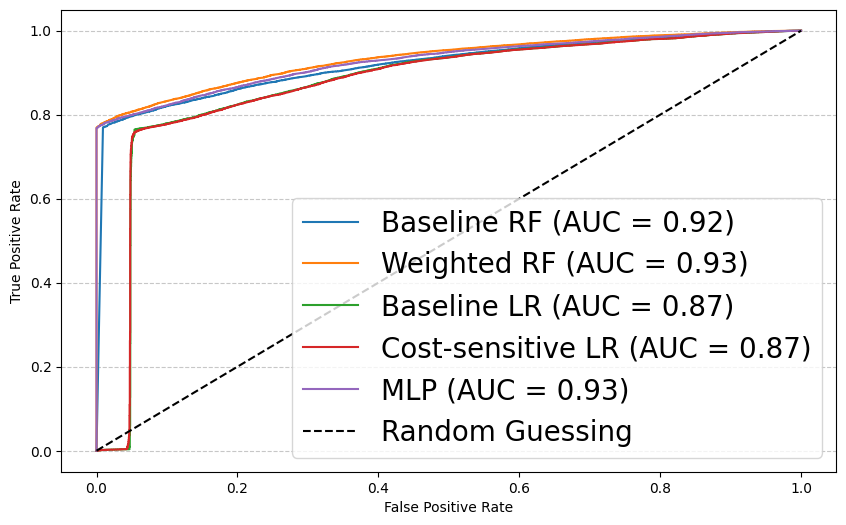 1.0
0.8
0.6
0.4
0.2
0.0
True Positive Rate
Baseline RF (AUC = 0.92)
Weighted RF (AUC = 0.93)
Baseline LR (AUC = 0.87)
Cost-sensitive LR (AUC = 0.87)
MLP (AUC = 0.93)
Random Guessing
0.0 0.2 0.4 0.6 0.8 1.0
False Positive Rate